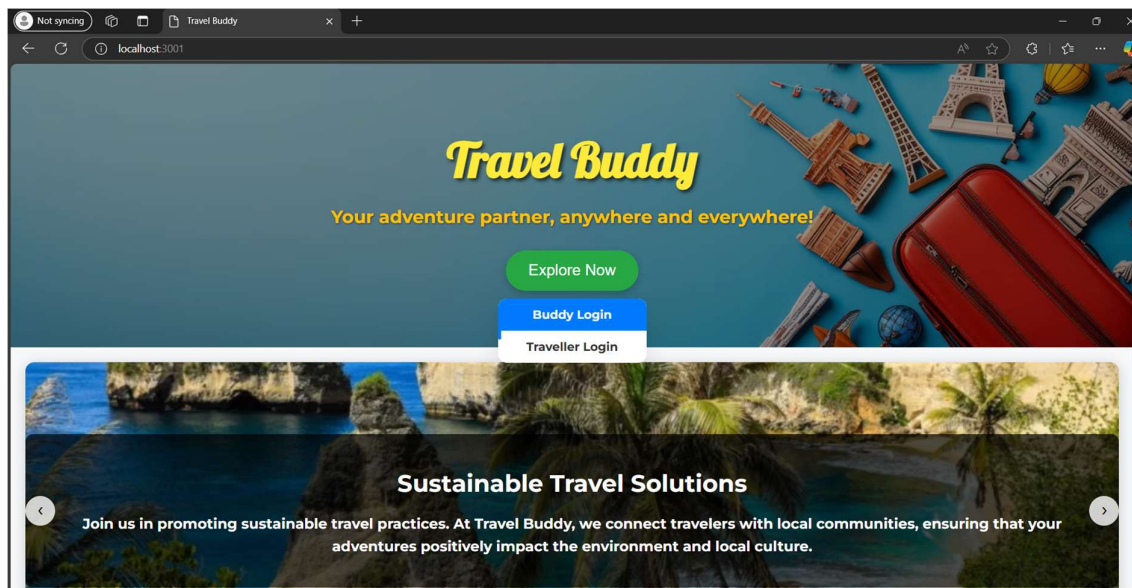 Not syncing
Travel Buddy
localhost:3001
Travel Buddy
Your adventure partner, anywhere and everywhere!
Explore Now
Buddy Login
Traveller Login
Sustainable Travel Solutions
Join us in promoting sustainable travel practices. At Travel Buddy, we connect travelers with local communities, ensuring that your
adventures positively impact the environment and local culture.